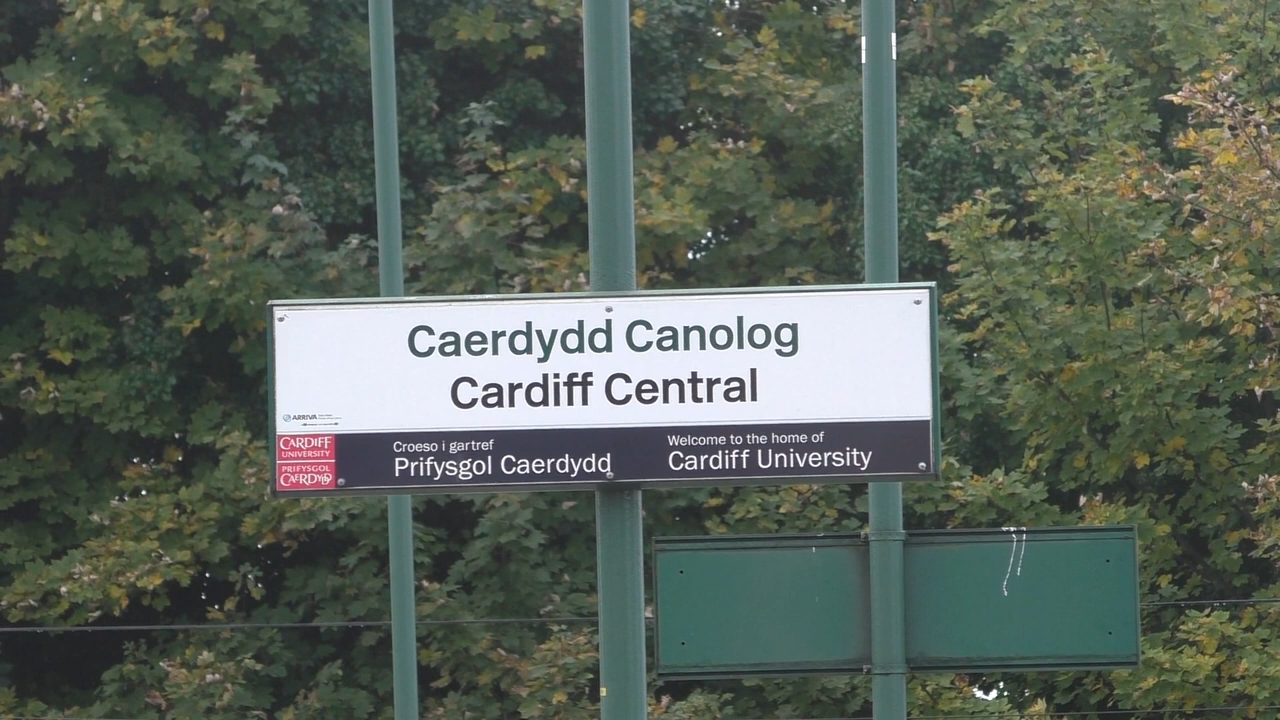 Caerdydd Canolog
Cardiff Central
ARRIVA
CARDIFF
UNIVERSITY
PRIFYSGOL
CAERDYDD
Croeso i gartref
Prifysgol Caerdydd
Welcome to the home of
Cardiff University